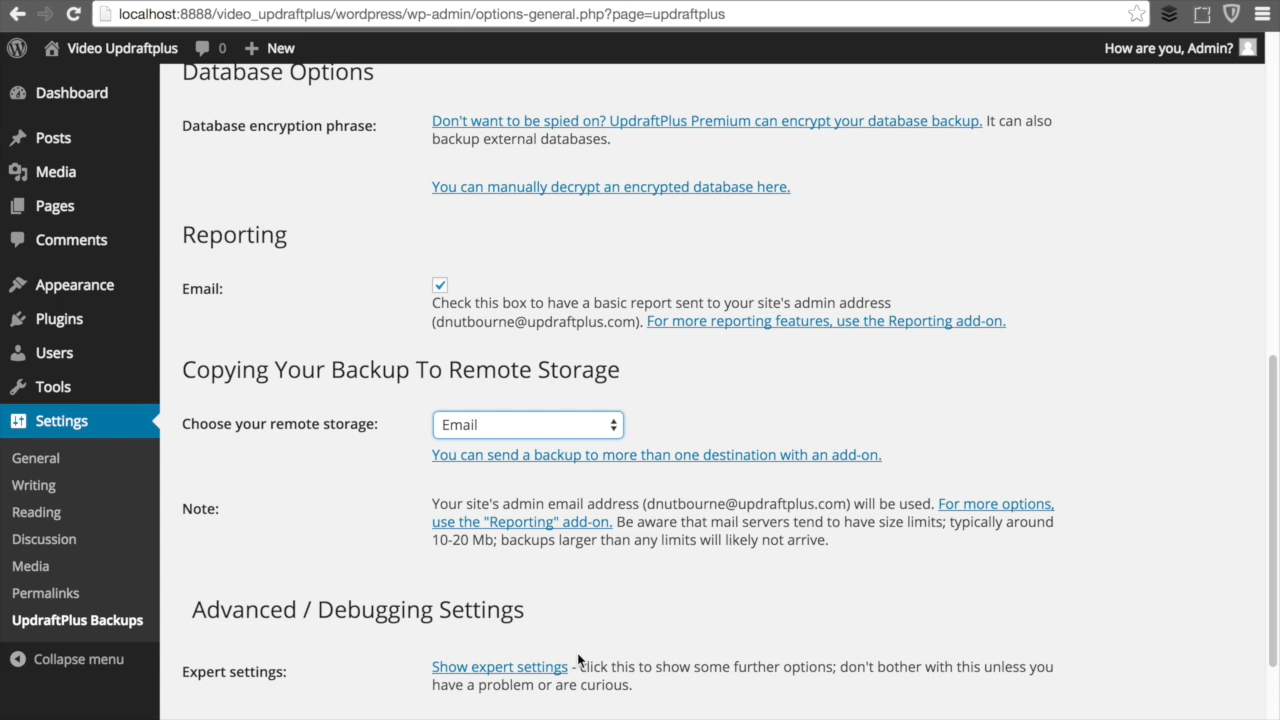 localhost:8888/video_updraftplus/wordpress/wp-admin/options-general.php?page=updraftplus
Video Updraftplus 0 + New How are you, Admin?
Dashboard
Posts
Media
Pages
Comments
Appearance
Plugins
Users
Tools
Settings
General
Writing
Reading
Discussion
Media
Permalinks
UpdraftPlus Backups
Collapse menu
Database Options
Database encryption phrase:
Don't want to be spied on? UpdraftPlus Premium can encrypt your database backup. It can also
backup external databases.
You can manually decrypt an encrypted database here.
Reporting
Email:
Check this box to have a basic report sent to your site's admin address
(dnutbourne@updraftplus.com). For more reporting features, use the Reporting add-on.
Copying Your Backup To Remote Storage
Choose your remote storage:
Email
You can send a backup to more than one destination with an add-on.
Note:
Your site's admin email address (dnutbourne@updraftplus.com) will be used. For more options,
use the "Reporting" add-on. Be aware that mail servers tend to have size limits; typically around
10-20 Mb; backups larger than any limits will likely not arrive.
Advanced / Debugging Settings
Expert settings:
Show expert settings - click this to show some further options; don't bother with this unless you
have a problem or are curious.